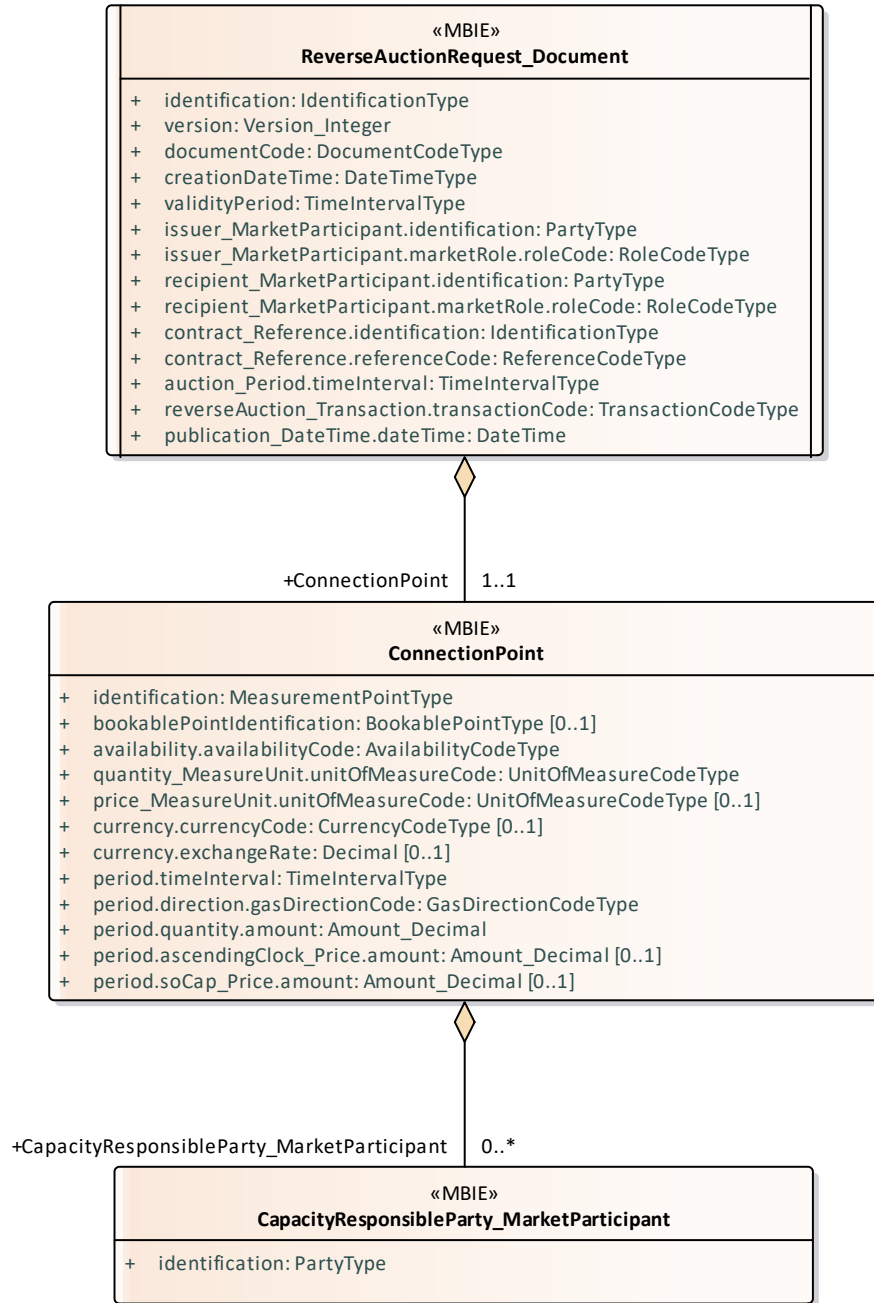 «MBIE»
ReverseAuctionRequest_Document
+ identification: IdentificationType
+ version: Version_Integer
+ documentCode: DocumentCodeType
+ creationDateTime: DateTimeType
+ validityPeriod: TimeIntervalType
+ issuer_MarketParticipant.identification: PartyType
+ issuer_MarketParticipant.marketRole.roleCode: RoleCodeType
+ recipient_MarketParticipant.identification: PartyType
+ recipient_MarketParticipant.marketRole.roleCode: RoleCodeType
+ contract_Reference.identification: IdentificationType
+ contract_Reference.referenceCode: ReferenceCodeType
+ auction_Period.timeInterval: TimeIntervalType
+ reverseAuction_Transaction.transactionCode: TransactionCodeType
+ publication_DateTime.dateTime: DateTime
+ConnectionPoint 1..1
«MBIE»
ConnectionPoint
+ identification: MeasurementPointType
+ bookablePointIdentification: BookablePointType [0..1]
+ availability.availabilityCode: AvailabilityCodeType
+ quantity_MeasureUnit.unitOfMeasureCode: UnitOfMeasureCodeType
+ price_MeasureUnit.unitOfMeasureCode: UnitOfMeasureCodeType [0..1]
+ currency.currencyCode: CurrencyCodeType [0..1]
+ currency.exchangeRate: Decimal [0..1]
+ period.timeInterval: TimeIntervalType
+ period.direction.gasDirectionCode: GasDirectionCodeType
+ period.quantity.amount: Amount_Decimal
+ period.ascendingClock_Price.amount: Amount_Decimal [0..1]
+ period.soCap_Price.amount: Amount_Decimal [0..1]
+CapacityResponsibleParty_MarketParticipant 0..*
«MBIE»
CapacityResponsibleParty_MarketParticipant
+ identification: PartyType